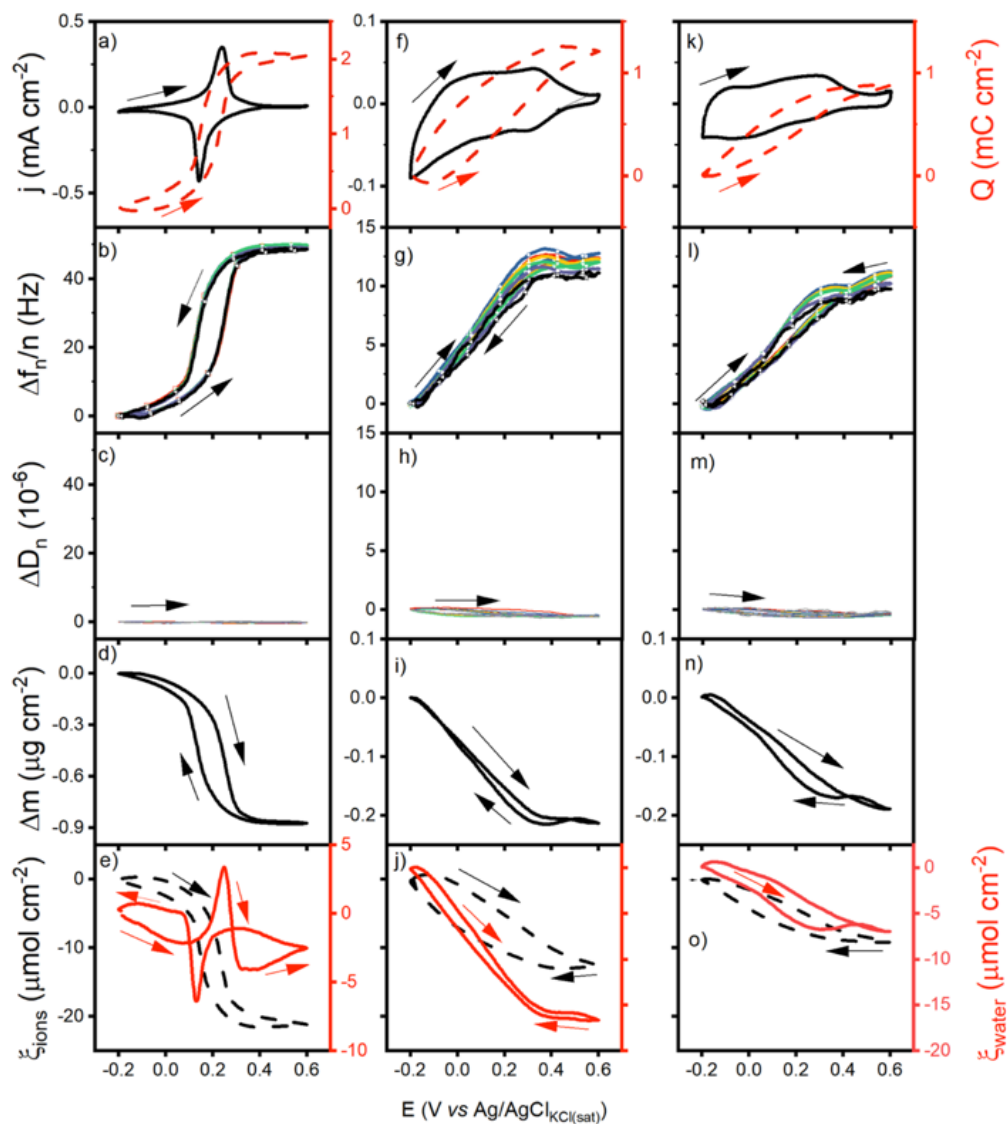 a)
f)
k)
0.5
0.0
-0.5
2
1
0
0.1
0.0
-0.1
1
0
1
0
j (mA cm⁻²)
Q (mC cm⁻²)
b)
g)
l)
40
20
0
15
10
5
0
Δfₙ/n (Hz)
c)
h)
m)
40
20
0
15
10
5
0
ΔDₙ (10⁻⁶)
d)
i)
n)
0.0
-0.3
-0.6
-0.9
0.1
0.0
-0.1
-0.2
0.1
0.0
-0.1
-0.2
Δm (μg cm⁻²)
e)
j)
o)
0
-10
-20
5
0
-5
-10
0
-5
-10
-15
-20
ξions (μmol cm⁻²)
ξwater (μmol cm⁻²)
-0.2 0.0 0.2 0.4 0.6
-0.2 0.0 0.2 0.4 0.6
-0.2 0.0 0.2 0.4 0.6
E (V vs Ag/AgClKCl(sat))